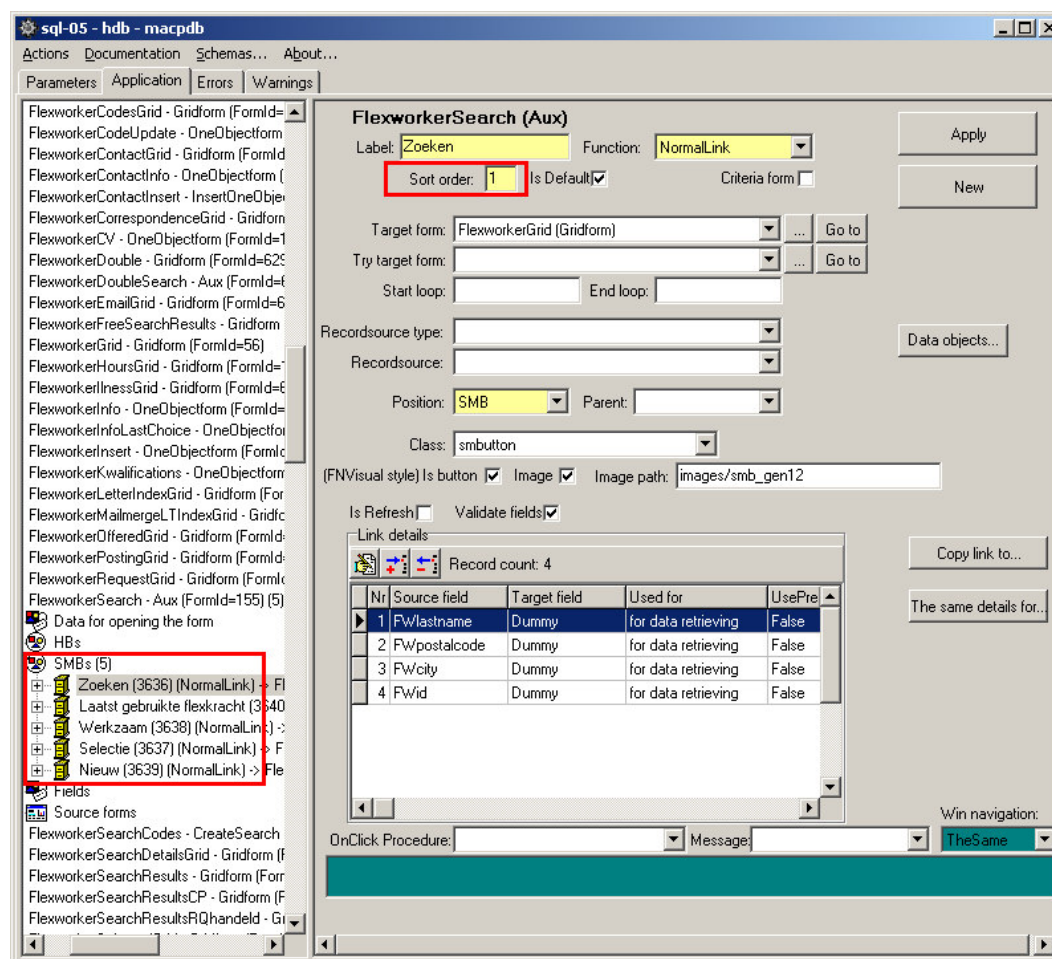 sql-05 - hdb - macpdb
Actions Documentation Schemas... About...
Parameters Application Errors Warnings
FlexworkerCodesGrid - Gridform (FormId=
FlexworkerCodeUpdate - OneObjectform
FlexworkerContactGrid - Gridform (FormId
FlexworkerContactInfo - OneObjectform (
FlexworkerContactInsert - InsertOneObje
FlexworkerCorrespondenceGrid - Gridform
FlexworkerCV - OneObjectform (FormId=1
FlexworkerDouble - Gridform (FormId=629
FlexworkerDoubleSearch - Aux (FormId=6
FlexworkerEmailGrid - Gridform (FormId=6
FlexworkerFreeSearchResults - Gridform
FlexworkerGrid - Gridform (FormId=56)
FlexworkerHoursGrid - Gridform (FormId=
FlexworkerIlnessGrid - Gridform (FormId=6
FlexworkerInfo - OneObjectform (FormId=
FlexworkerInfoLastChoice - OneObjectfor
FlexworkerInsert - OneObjectform (FormId
FlexworkerKwalifications - OneObjectform
FlexworkerLetterIndexGrid - Gridform (For
FlexworkerMailmergeLTIndexGrid - Gridfo
FlexworkerOfferedGrid - Gridform (FormId
FlexworkerPostingGrid - Gridform (FormId
FlexworkerRequestGrid - Gridform (FormId
FlexworkerSearch - Aux (FormId=155) (5)
Data for opening the form
HBs
SMBs (5)
Zoeken (3636) (NormalLink) -> Fl
Laatst gebruikte flexkracht (3640
Werkzaam (3638) (NormalLink) ->
Selectie (3637) (NormalLink) -> F
Nieuw (3639) (NormalLink) -> Fle
Fields
Source forms
FlexworkerSearchCodes - CreateSearch
FlexworkerSearchDetailsGrid - Gridform (F
FlexworkerSearchResults - Gridform (Form
FlexworkerSearchResultsCP - Gridform (F
FlexworkerSearchResultsRQhandeld - Gr
FlexworkerSearch (Aux)
Label: Zoeken Function: NormalLink
Sort order: 1 Is Default Criteria form
Apply
New
Target form: FlexworkerGrid (Gridform) ... Go to
Try target form: ... Go to
Start loop: End loop:
Recordsource type:
Recordsource:
Data objects...
Position: SMB Parent:
Class: smbutton
(FNVisual style) Is button Image Image path: images/smb_gen12
Is Refresh Validate fields
Link details
Record count: 4
Copy link to...
The same details for...
Nr Source field Target field Used for UsePre
1 FWlastname Dummy for data retrieving False
2 FWpostalcode Dummy for data retrieving False
3 FWcity Dummy for data retrieving False
4 FWid Dummy for data retrieving False
Win navigation:
OnClick Procedure: Message: TheSame